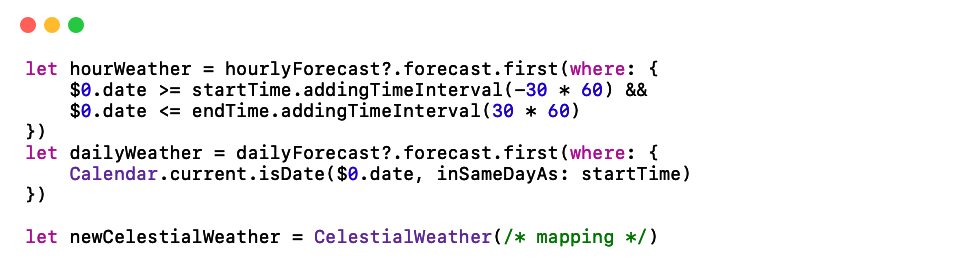 let hourWeather = hourlyForecast?.forecast.first(where: {
    $0.date >= startTime.addingTimeInterval(-30 * 60) &&
    $0.date <= endTime.addingTimeInterval(30 * 60)
})
let dailyWeather = dailyForecast?.forecast.first(where: {
    Calendar.current.isDate($0.date, inSameDayAs: startTime)
})

let newCelestialWeather = CelestialWeather(/* mapping */)